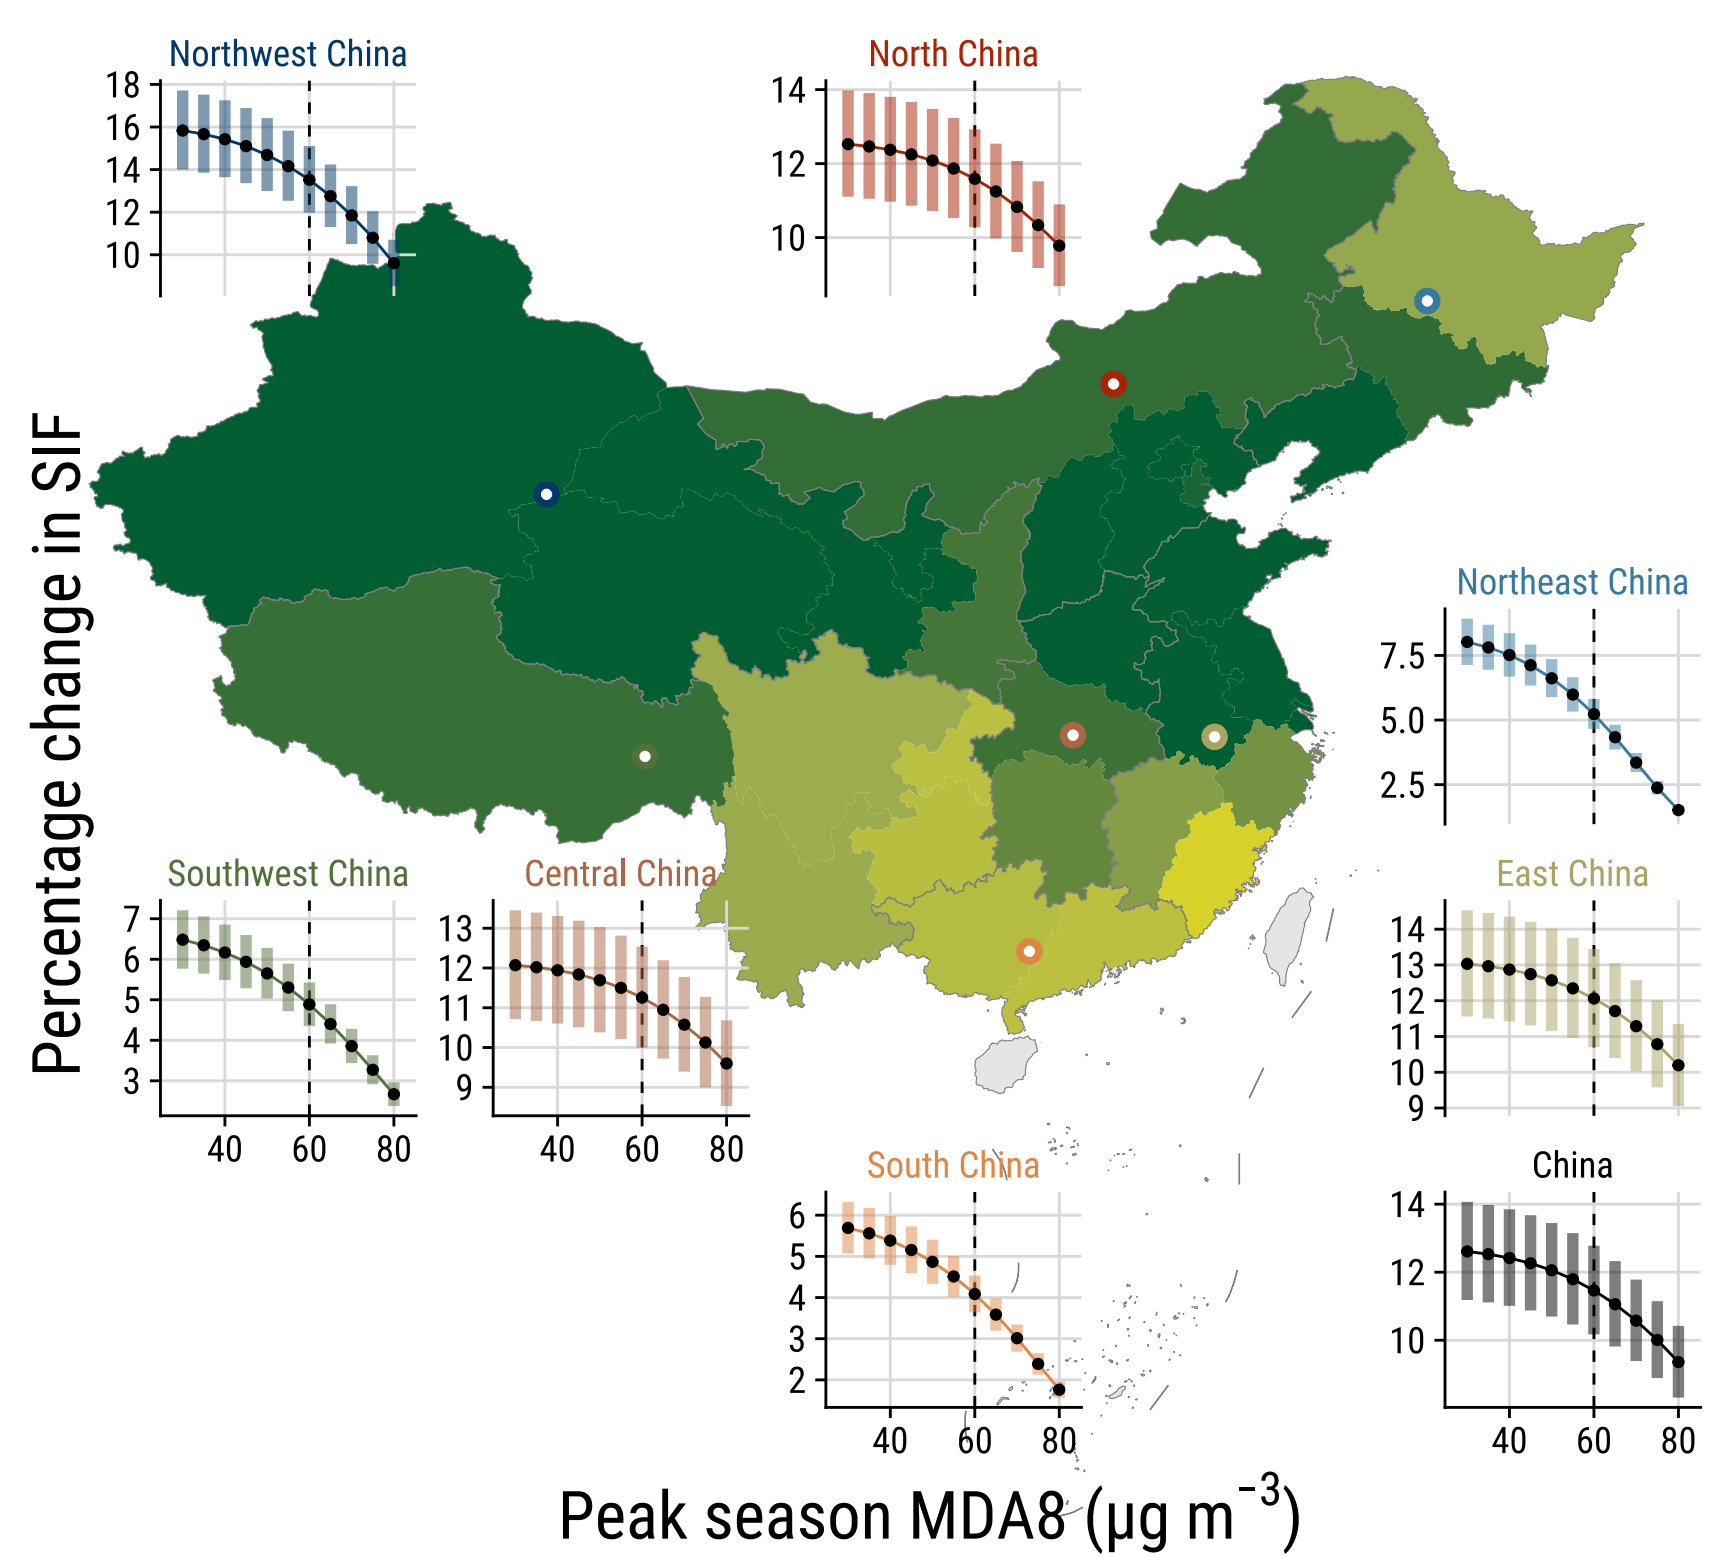 Northwest China
18
16
14
12
10
North China
14
12
10
Percentage change in SIF
Northeast China
7.5
5.0
2.5
Southwest China
7
6
5
4
3
40 60 80
Central China
13
12
11
10
9
40 60 80
East China
14
13
12
11
10
9
South China
6
5
4
3
2
40 60 80
China
14
12
10
40 60 80
Peak season MDA8 (µg m⁻³)